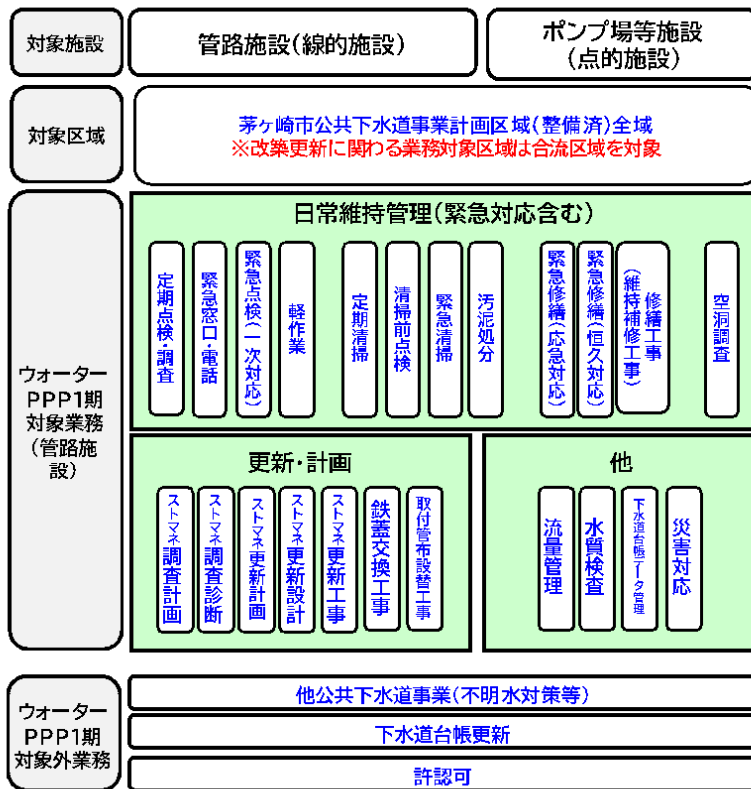 対象施設
管路施設(線的施設)
ポンプ場等施設
(点的施設)
対象区域
茅ヶ崎市公共下水道事業計画区域(整備済)全域
※改築更新に関わる業務対象区域は合流区域を対象
ウォーター
PPP1期
対象業務
(管路施
設)
日常維持管理(緊急対応含む)
定期点検・調査
緊急窓口・電話
緊急点検(一次対応)
軽作業
定期清掃
清掃前点検
緊急清掃
汚泥処分
緊急修繕(応急対応)
緊急修繕(恒久対応)
修繕工事
(維持補修工事)
空洞調査
更新・計画
ストマネ調査計画
ストマネ調査診断
ストマネ更新計画
ストマネ更新設計
ストマネ更新工事
鉄蓋交換工事
取付管布設替工事
他
流量管理
水質検査
下水道台帳データ管理
災害対応
ウォーター
PPP1期
対象外業務
他公共下水道事業(不明水対策等)
下水道台帳更新
許認可